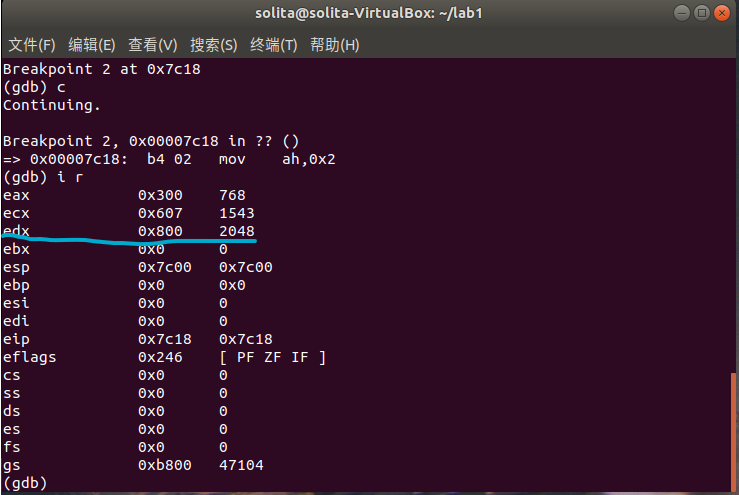 solita@solita-VirtualBox: ~/lab1
文件(F) 编辑(E) 查看(V) 搜索(S) 终端(T) 帮助(H)
Breakpoint 2 at 0x7c18
(gdb) c
Continuing.
Breakpoint 2, 0x00007c18 in ?? ()
=> 0x00007c18: b4 02 mov ah,0x2
(gdb) i r
eax 0x300 768
ecx 0x607 1543
edx 0x800 2048
ebx 0x0 0
esp 0x7c00 0x7c00
ebp 0x0 0x0
esi 0x0 0
edi 0x0 0
eip 0x7c18 0x7c18
eflags 0x246 [ PF ZF IF ]
cs 0x0 0
ss 0x0 0
ds 0x0 0
es 0x0 0
fs 0x0 0
gs 0xb800 47104
(gdb)